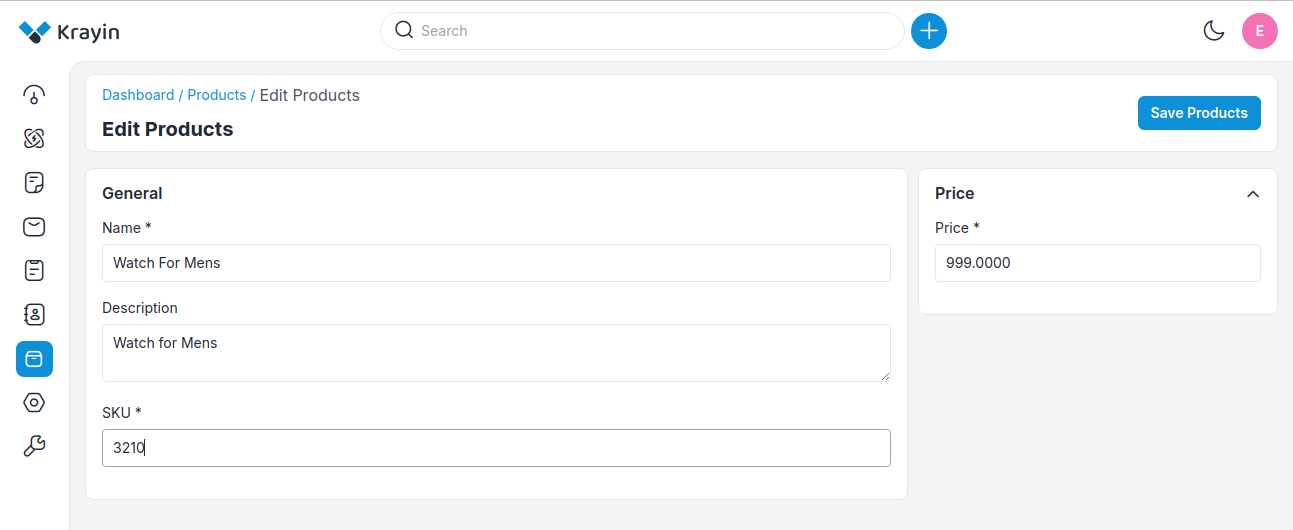 Krayin
Search
E
Dashboard / Products / Edit Products
Edit Products
Save Products
General
Name *
Watch For Mens
Description
Watch for Mens
SKU *
3210
Price
Price *
999.0000